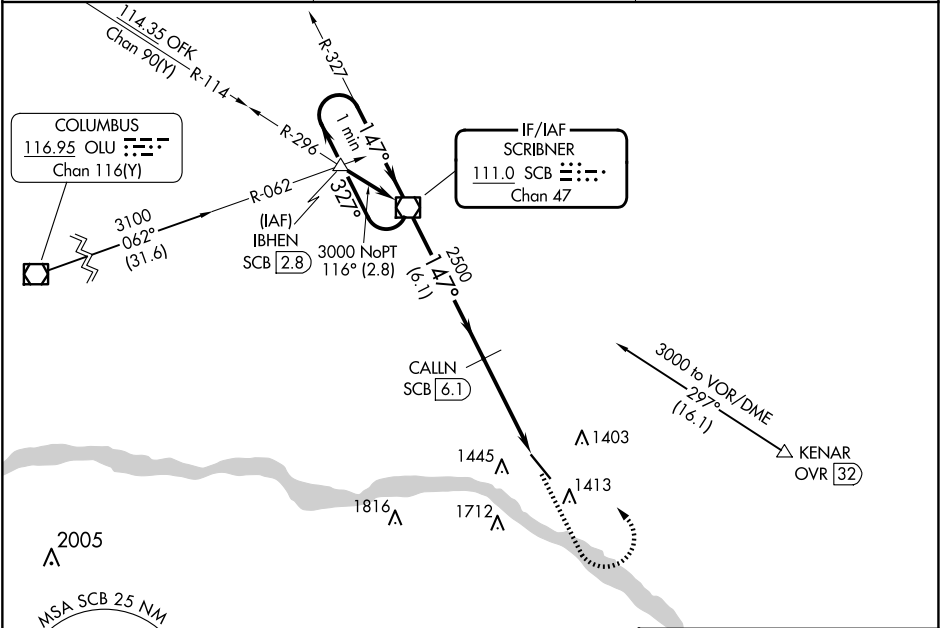 114.35 OFK
Chan 90(Y)
R-114
R-327
R-296
1 min
147°
327°
COLUMBUS
116.95 OLU
Chan 116(Y)
IF/IAF
SCRIBNER
111.0 SCB
Chan 47
R-062
3100
062°
(31.6)
(IAF)
IBHEN
SCB 2.8
3000 NoPT
116° (2.8)
2500
147°
(6.1)
CALLN
SCB 6.1
3000 to VOR/DME
297°
(16.1)
KENAR
OVR 32
1403
1445
1413
1816
1712
2005
MSA SCB 25 NM